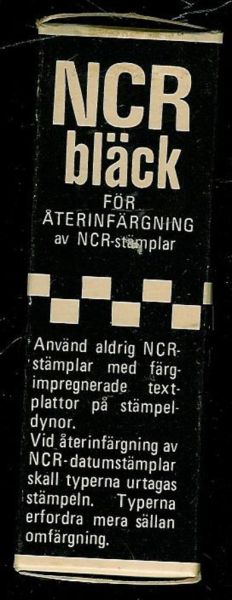 NCR
bläck
FÖR
ÅTERINFÄRGNING
av NCR-stämplar
Använd aldrig NCR-
stämplar med färg-
impregnerade text-
plattor på stämpel-
dynor.
Vid återinfärgning av
NCR-datumstämplar
skall typerna urtagas
stämpeln. Typerna
erfordra mera sällan
omfärgning.